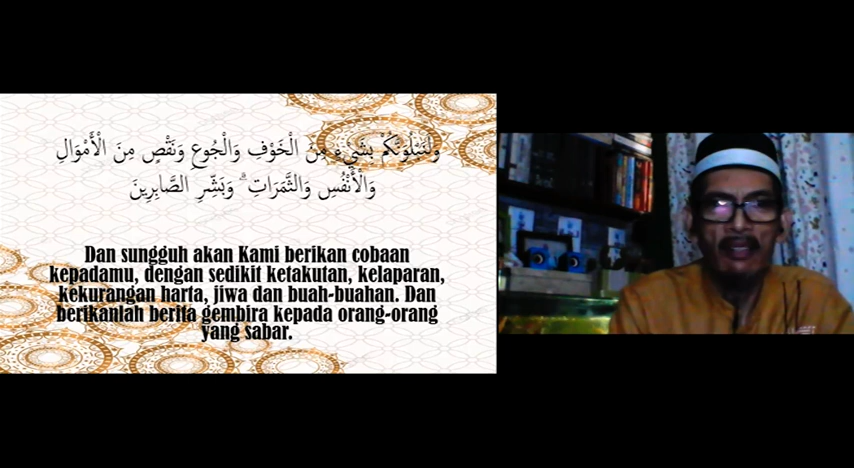 وَلَنَبْلُوَنَّكُمْ بِشَيْءٍ مِنَ الْخَوْفِ وَالْجُوعِ وَنَقْصٍ مِنَ الْأَمْوَالِ
وَالْأَنْفُسِ وَالثَّمَرَاتِ ۗ وَبَشِّرِ الصَّابِرِينَ
Dan sungguh akan Kami berikan cobaan
kepadamu, dengan sedikit ketakutan, kelaparan,
kekurangan harta, jiwa dan buah-buahan. Dan
berikanlah berita gembira kepada orang-orang
yang sabar.